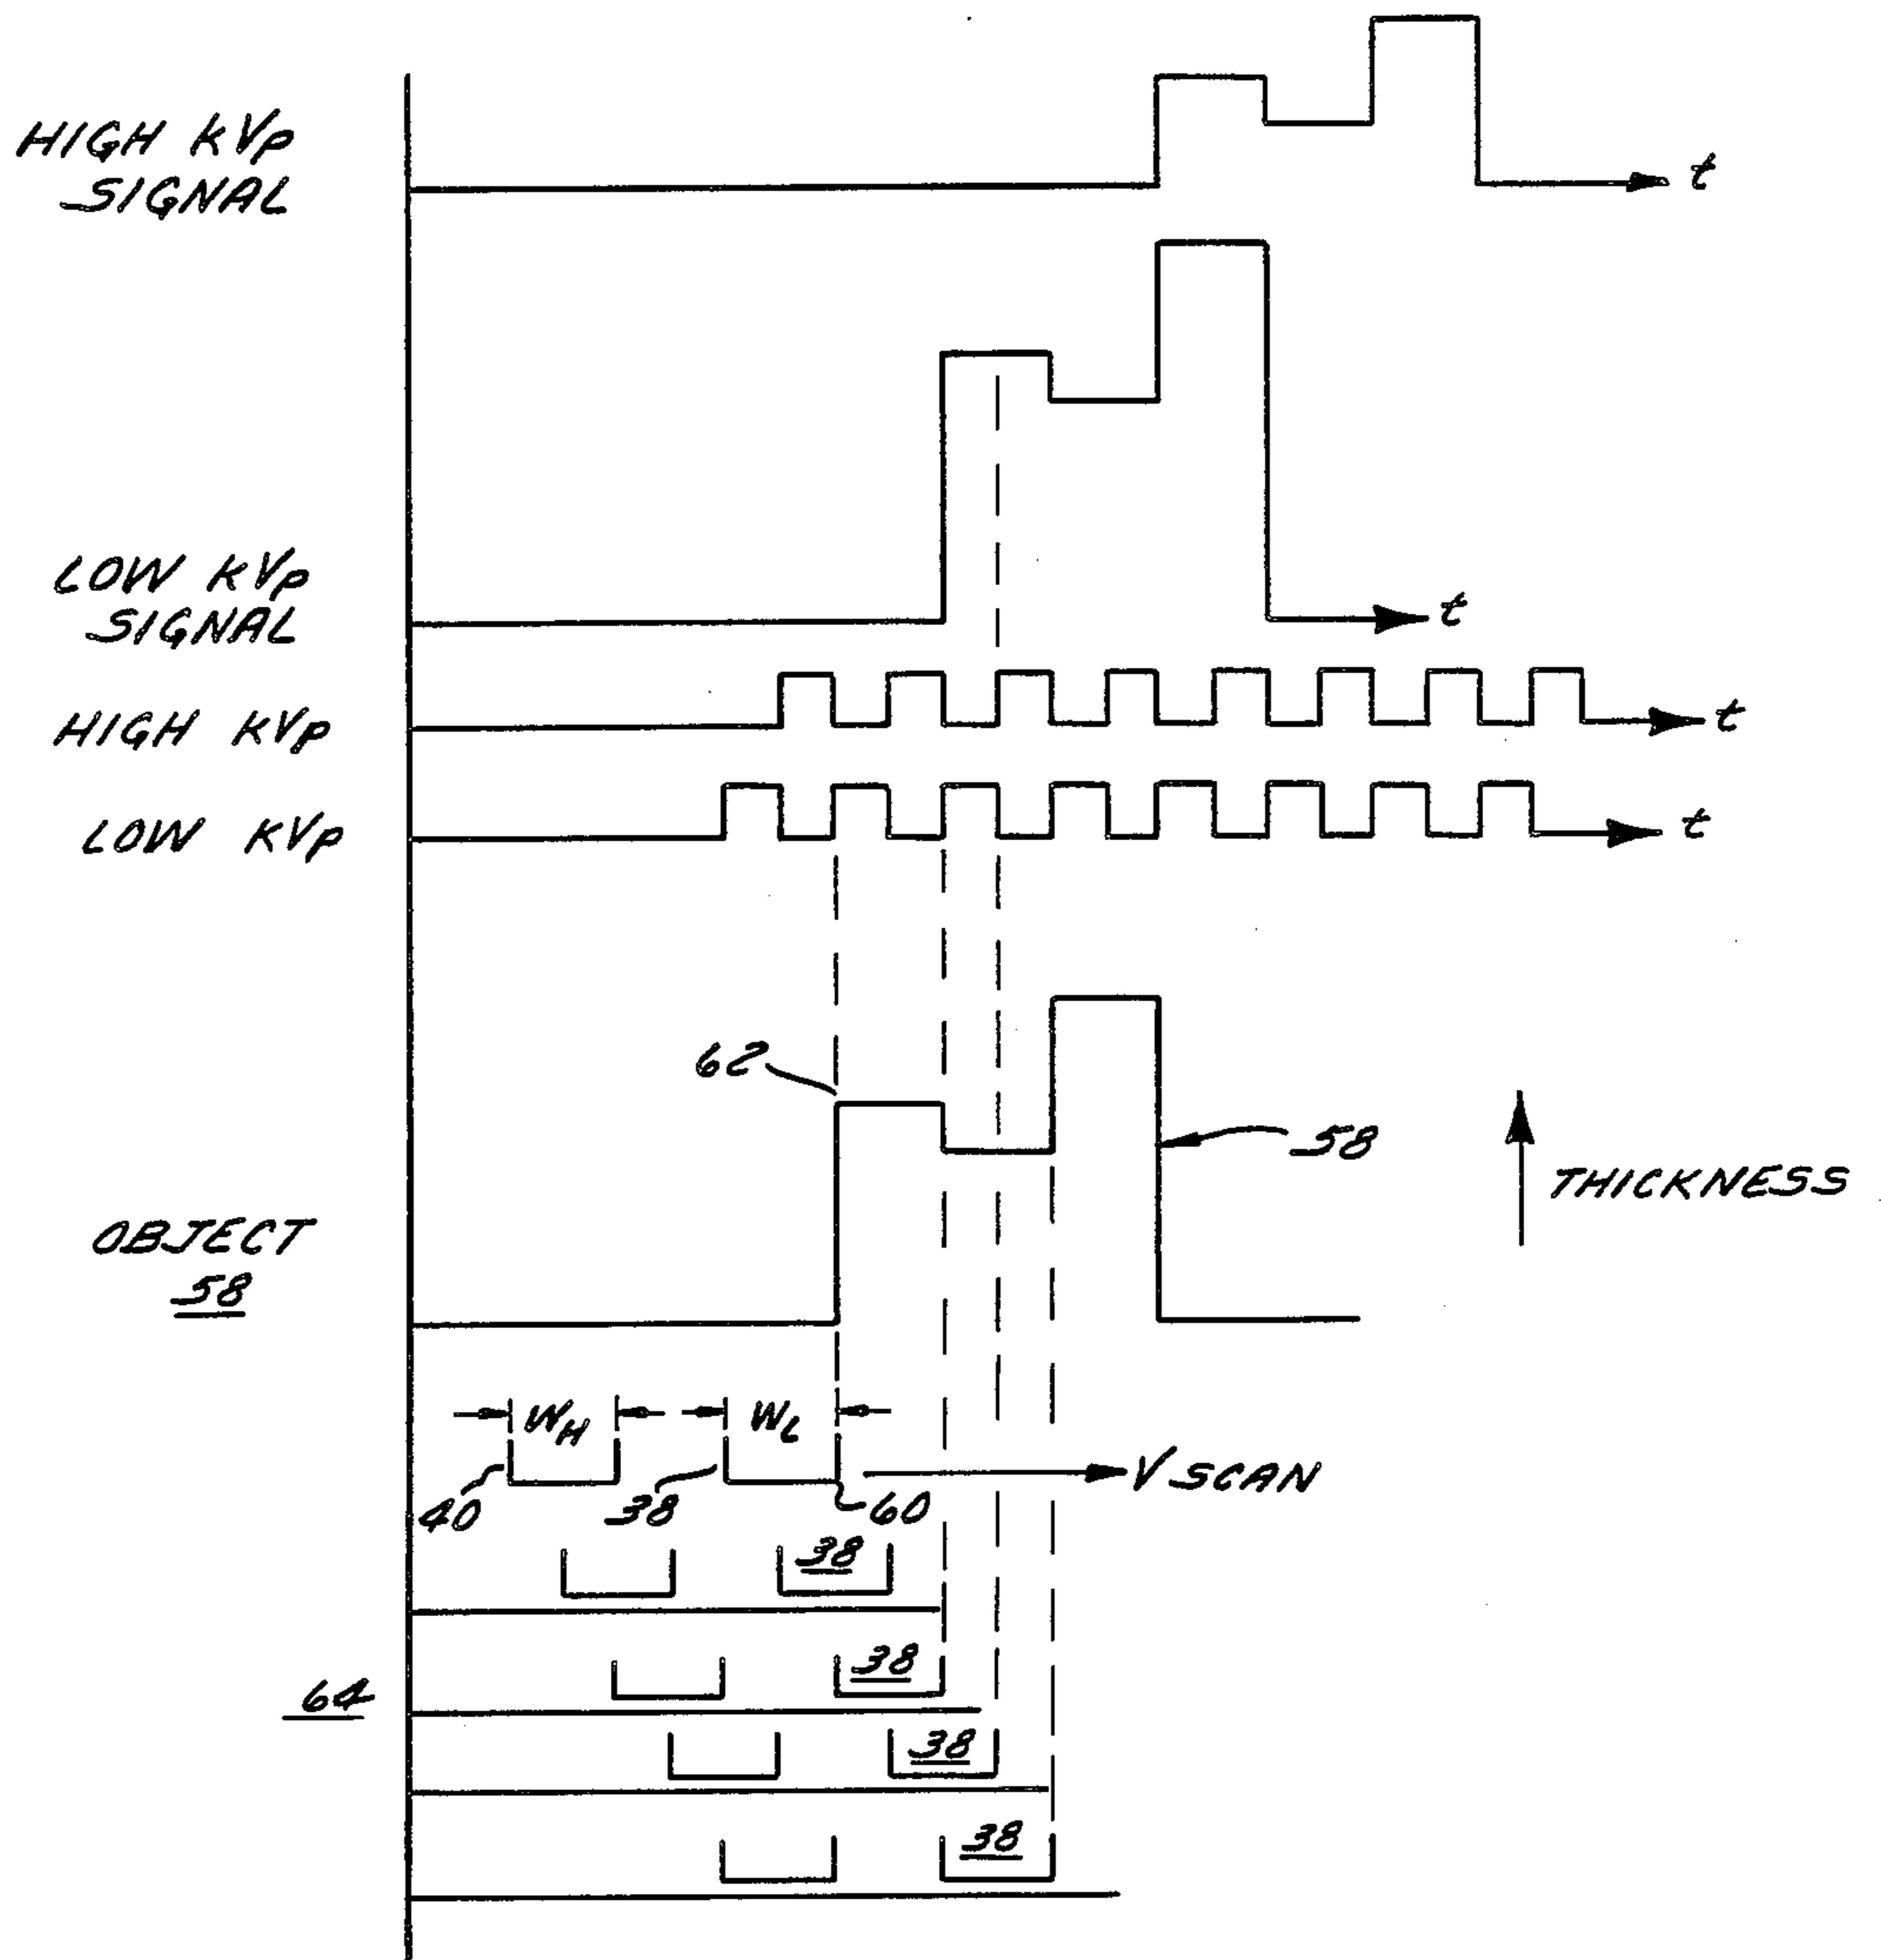 HIGH KVP
SIGNAL
t
LOW KVP
SIGNAL
t
HIGH KVP
t
LOW KVP
t
62
58
THICKNESS
OBJECT
58
WH
WL
40
38
60
V SCAN
38
38
64
38
38